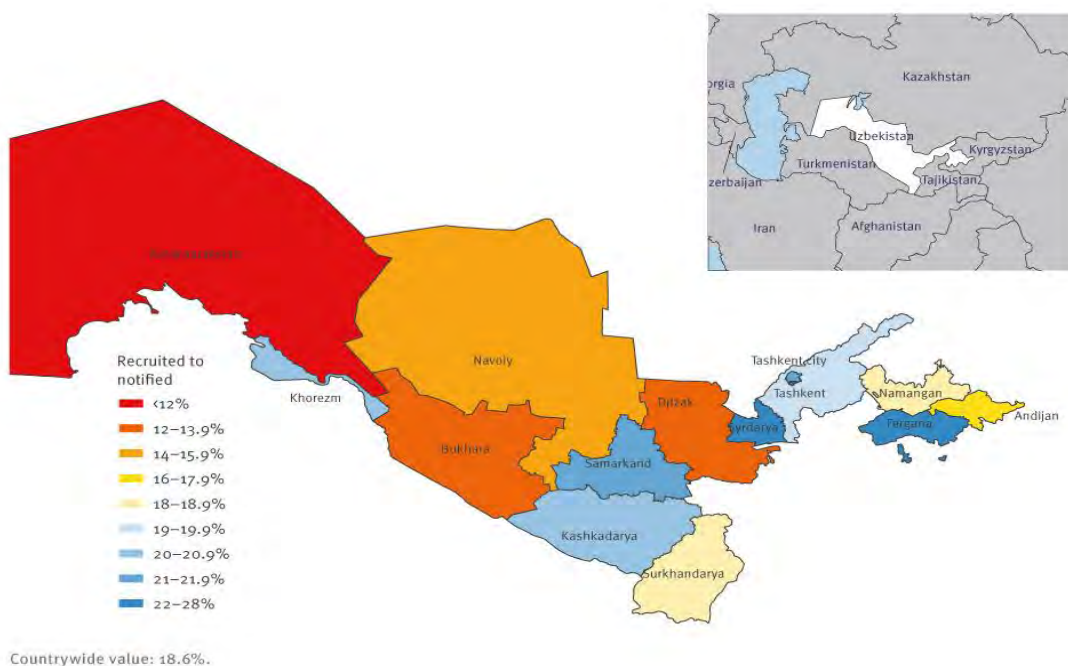 Kazakhstan
orgia
Uzbekistan
Kyrgyzstan
Turkmenistan
zerbaijan
Tajikistan
Iran
Afghanistan
Recruited to
notified
<12%
12–13.9%
14–15.9%
16–17.9%
18–18.9%
19–19.9%
20–20.9%
21–21.9%
22–28%
Khorezm
Navoiy
Bukhara
Djizak
Samarkand
Kashkadarya
Surkhandarya
Syrdarya
Tashkent city
Tashkent
Namangan
Fergana
Andijan
Countrywide value: 18.6%.